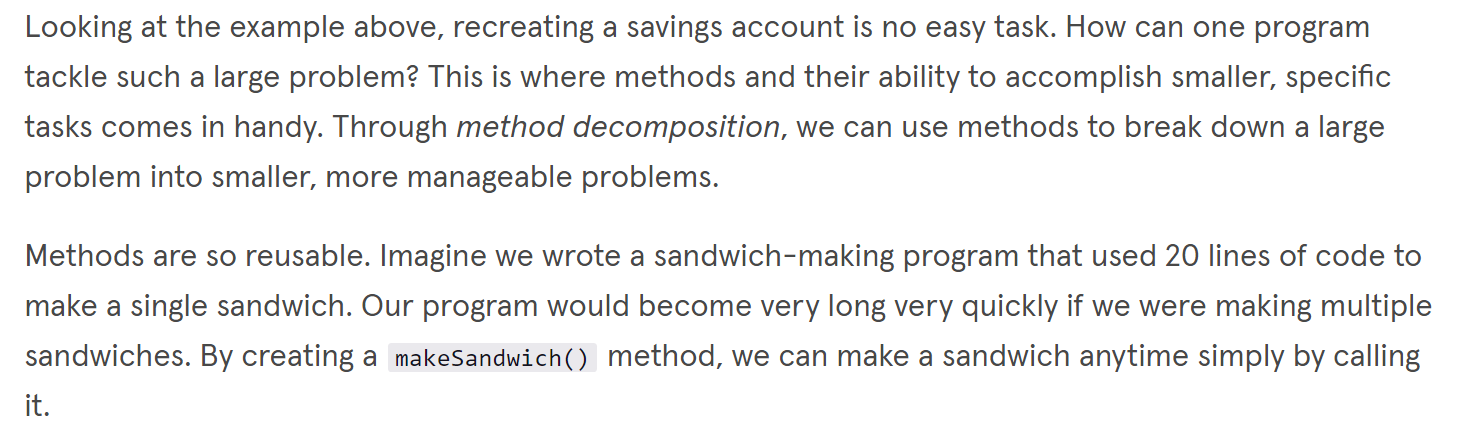 Looking at the example above, recreating a savings account is no easy task. How can one program
tackle such a large problem? This is where methods and their ability to accomplish smaller, specific
tasks comes in handy. Through method decomposition, we can use methods to break down a large
problem into smaller, more manageable problems.
Methods are so reusable. Imagine we wrote a sandwich-making program that used 20 lines of code to
make a single sandwich. Our program would become very long very quickly if we were making multiple
sandwiches. By creating a makeSandwich() method, we can make a sandwich anytime simply by calling
it.